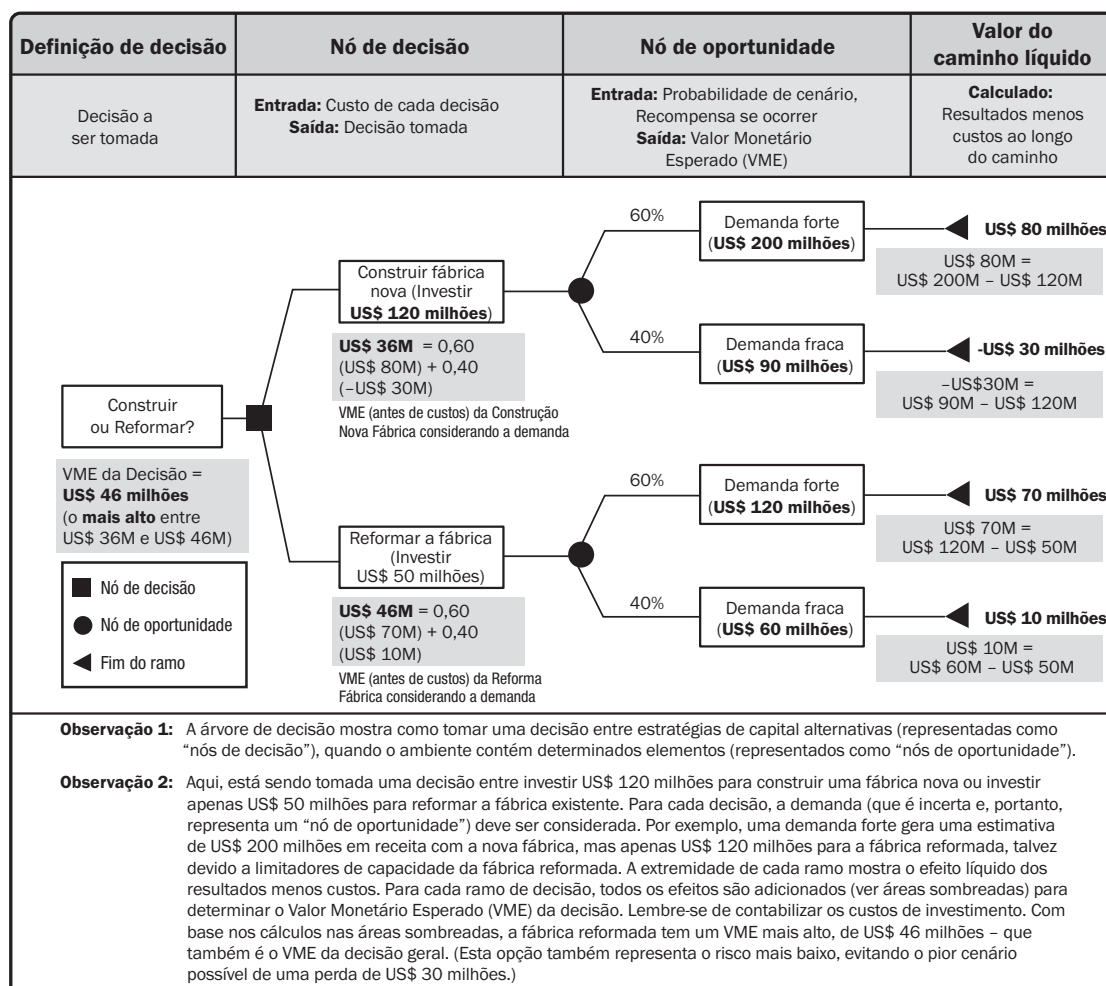 Definição de decisão
Nó de decisão
Nó de oportunidade
Valor do
caminho líquido
Decisão a
ser tomada
Entrada: Custo de cada decisão
Saída: Decisão tomada
Entrada: Probabilidade de cenário,
Recompensa se ocorrer
Saída: Valor Monetário
Esperado (VME)
Calculado:
Resultados menos
custos ao longo
do caminho
Construir
ou Reformar?
VME da Decisão =
US$ 46 milhões
(o mais alto entre
US$ 36M e US$ 46M)
Nó de decisão
Nó de oportunidade
Fim do ramo
Construir fábrica
nova (Investir
US$ 120 milhões)
US$ 36M = 0,60
(US$ 80M) + 0,40
(–US$ 30M)
VME (antes de custos) da Construção
Nova Fábrica considerando a demanda
60%
Demanda forte
(US$ 200 milhões)
US$ 80 milhões
US$ 80M =
US$ 200M – US$ 120M
40%
Demanda fraca
(US$ 90 milhões)
-US$ 30 milhões
–US$30M =
US$ 90M – US$ 120M
Reformar a fábrica
(Investir
US$ 50 milhões)
US$ 46M = 0,60
(US$ 70M) + 0,40
(US$ 10M)
VME (antes de custos) da Reforma
Fábrica considerando a demanda
60%
Demanda forte
(US$ 120 milhões)
US$ 70 milhões
US$ 70M =
US$ 120M – US$ 50M
40%
Demanda fraca
(US$ 60 milhões)
US$ 10 milhões
US$ 10M =
US$ 60M – US$ 50M
Observação 1: A árvore de decisão mostra como tomar uma decisão entre estratégias de capital alternativas (representadas como
“nós de decisão”), quando o ambiente contém determinados elementos (representados como “nós de oportunidade”).
Observação 2: Aqui, está sendo tomada uma decisão entre investir US$ 120 milhões para construir uma fábrica nova ou investir
apenas US$ 50 milhões para reformar a fábrica existente. Para cada decisão, a demanda (que é incerta e, portanto,
representa um “nó de oportunidade”) deve ser considerada. Por exemplo, uma demanda forte gera uma estimativa
de US$ 200 milhões em receita com a nova fábrica, mas apenas US$ 120 milhões para a fábrica reformada, talvez
devido a limitadores de capacidade da fábrica reformada. A extremidade de cada ramo mostra o efeito líquido dos
resultados menos custos. Para cada ramo de decisão, todos os efeitos são adicionados (ver áreas sombreadas) para
determinar o Valor Monetário Esperado (VME) da decisão. Lembre-se de contabilizar os custos de investimento. Com
base nos cálculos nas áreas sombreadas, a fábrica reformada tem um VME mais alto, de US$ 46 milhões – que
também é o VME da decisão geral. (Esta opção também representa o risco mais baixo, evitando o pior cenário
possível de uma perda de US$ 30 milhões.)